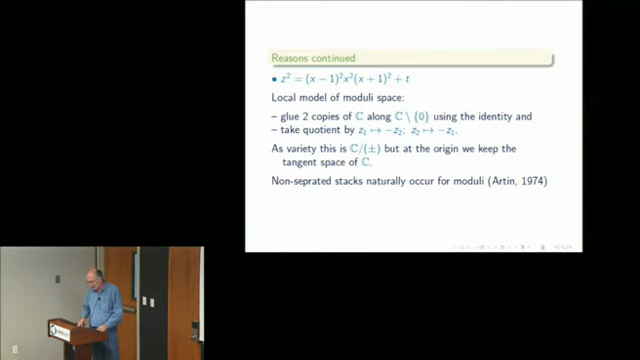 Reasons continued
• z² = (x − 1)²x²(x + 1)² + t
Local model of moduli space:
– glue 2 copies of ℂ along ℂ \ {0} using the identity and
– take quotient by z₁ ↦ −z₂; z₂ ↦ −z₁.
As variety this is ℂ/(±) but at the origin we keep the
tangent space of ℂ.
Non-seprated stacks naturally occur for moduli (Artin, 1974)